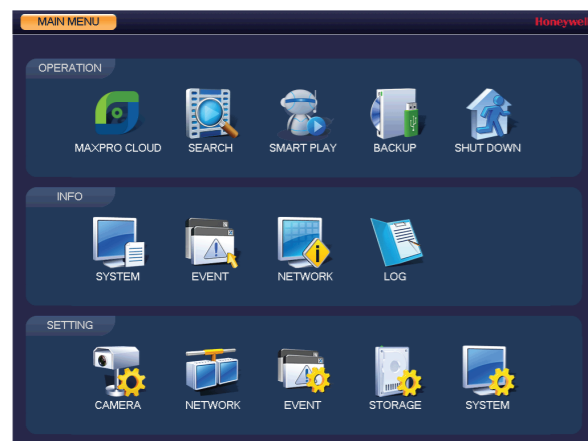 MAIN MENU Honeywell
OPERATION
MAXPRO CLOUD SEARCH SMART PLAY BACKUP SHUT DOWN
INFO
SYSTEM EVENT NETWORK LOG
SETTING
CAMERA NETWORK EVENT STORAGE SYSTEM